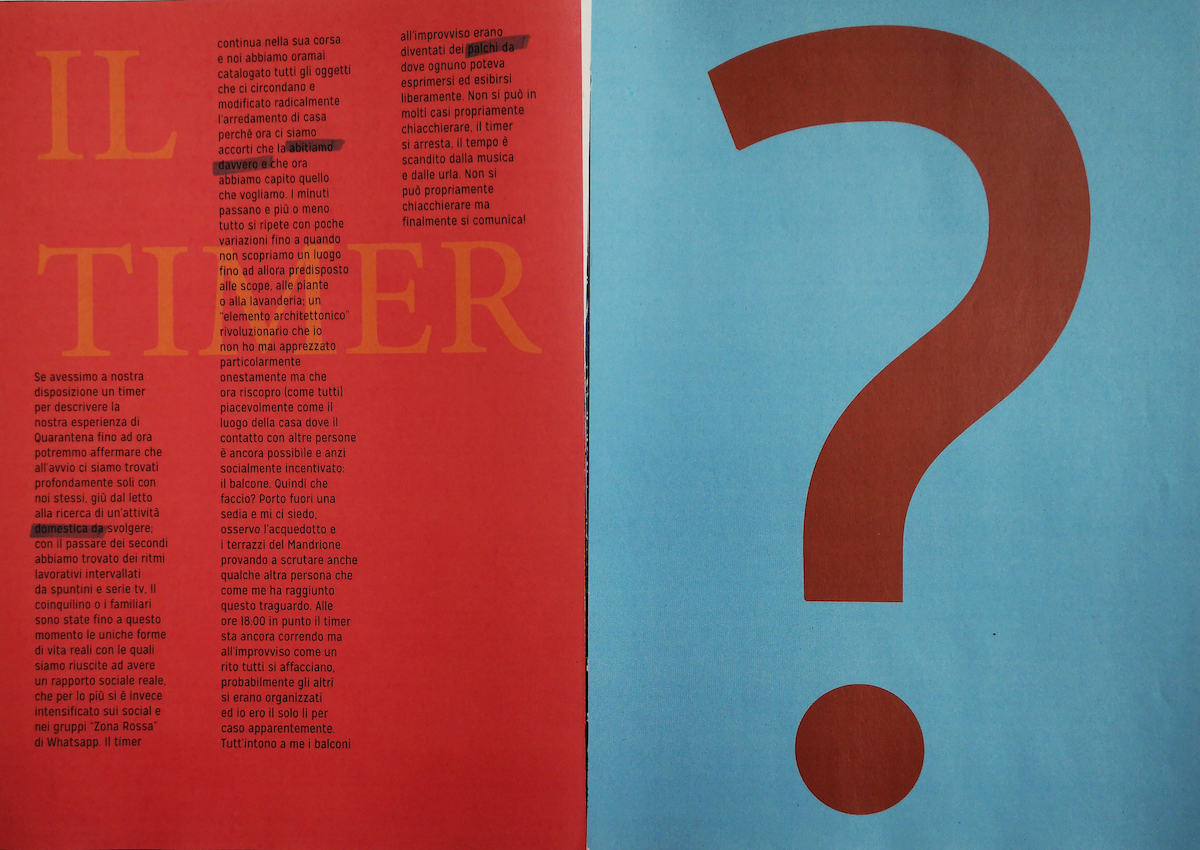 IL
TIMER
Se avessimo a nostra
disposizione un timer
per descrivere la
nostra esperienza di
Quarantena fino ad ora
potremmo affermare che
all'avvio ci siamo trovati
profondamente soli con
noi stessi, giù dal letto
alla ricerca di un'attività
domestica da svolgere;
con il passare dei secondi
abbiamo trovato dei ritmi
lavorativi intervallati
da spuntini e serie tv. Il
coinquilino o i familiari
sono state fino a questo
momento le uniche forme
di vita reali con le quali
siamo riuscite ad avere
un rapporto sociale reale,
che per lo più si è invece
intensificato sui social e
nei gruppi "Zona Rossa"
di Whatsapp. Il timer
continua nella sua corsa
e noi abbiamo oramai
catalogato tutti gli oggetti
che ci circondano e
modificato radicalmente
l'arredamento di casa
perché ora ci siamo
accorti che la abitiamo
davvero e che ora
abbiamo capito quello
che vogliamo. I minuti
passano e più o meno
tutto si ripete con poche
variazioni fino a quando
non scopriamo un luogo
fino ad allora predisposto
alle scope, alle piante
o alla lavanderia; un
"elemento architettonico"
rivoluzionario che io
non ho mai apprezzato
particolarmente
onestamente ma che
ora riscopro (come tutti)
piacevolmente come il
luogo della casa dove il
contatto con altre persone
è ancora possibile e anzi
socialmente incentivato:
il balcone. Quindi che
faccio? Porto fuori una
sedia e mi ci siedo,
osservo l'acquedotto e
i terrazzi del Mandrione
provando a scrutare anche
qualche altra persona che
come me ha raggiunto
questo traguardo. Alle
ore 18:00 in punto il timer
sta ancora correndo ma
all'improvviso come un
rito tutti si affacciano,
probabilmente gli altri
si erano organizzati
ed io ero il solo lì per
caso apparentemente.
Tutt'intono a me i balconi
all'improvviso erano
diventati dei palchi da
dove ognuno poteva
esprimersi ed esibirsi
liberamente. Non si può in
molti casi propriamente
chiacchierare, il timer
si arresta, il tempo è
scandito dalla musica
e dalle urla. Non si
può propriamente
chiacchierare ma
finalmente si comunica!
?